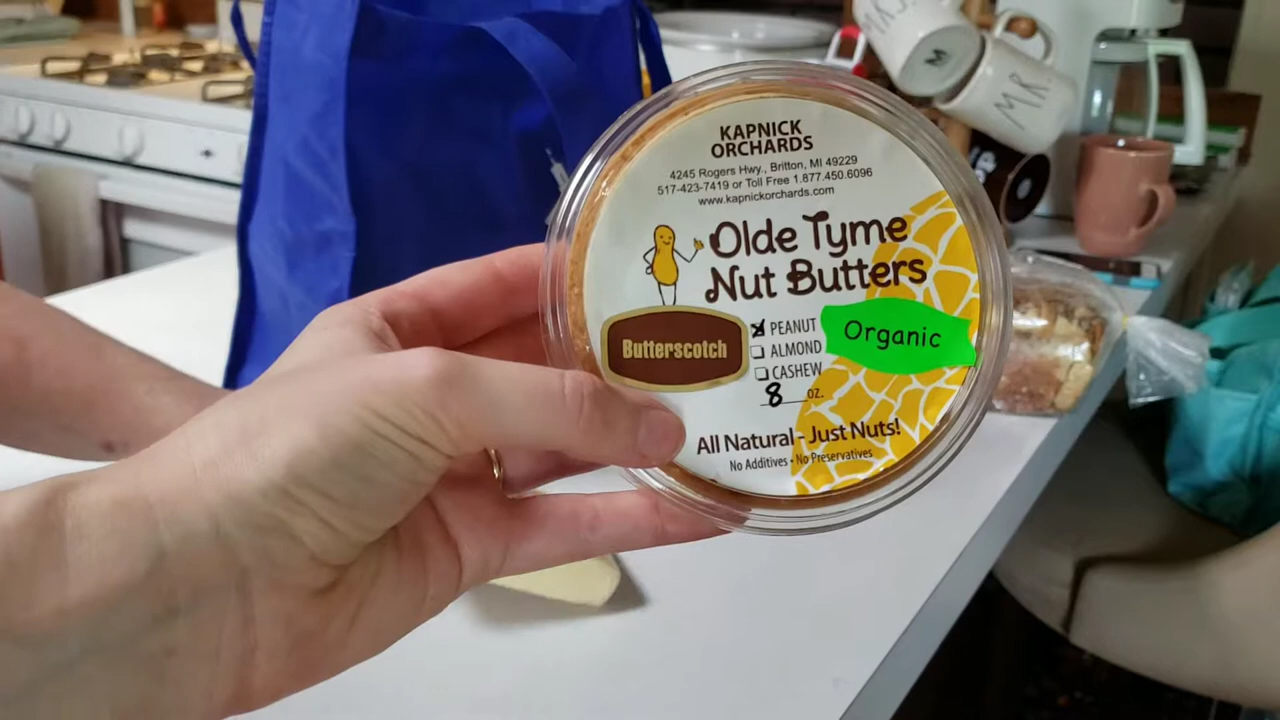 KAPNICK
ORCHARDS
4245 Rogers Hwy., Britton, MI 49229
517-423-7419 or Toll Free 1.877.450.6096
www.kapnickorchards.com
Olde Tyme
Nut Butters
Butterscotch
PEANUT
ALMOND
CASHEW
8 oz.
Organic
All Natural - Just Nuts!
No Additives • No Preservatives
MRS.
M
MR.